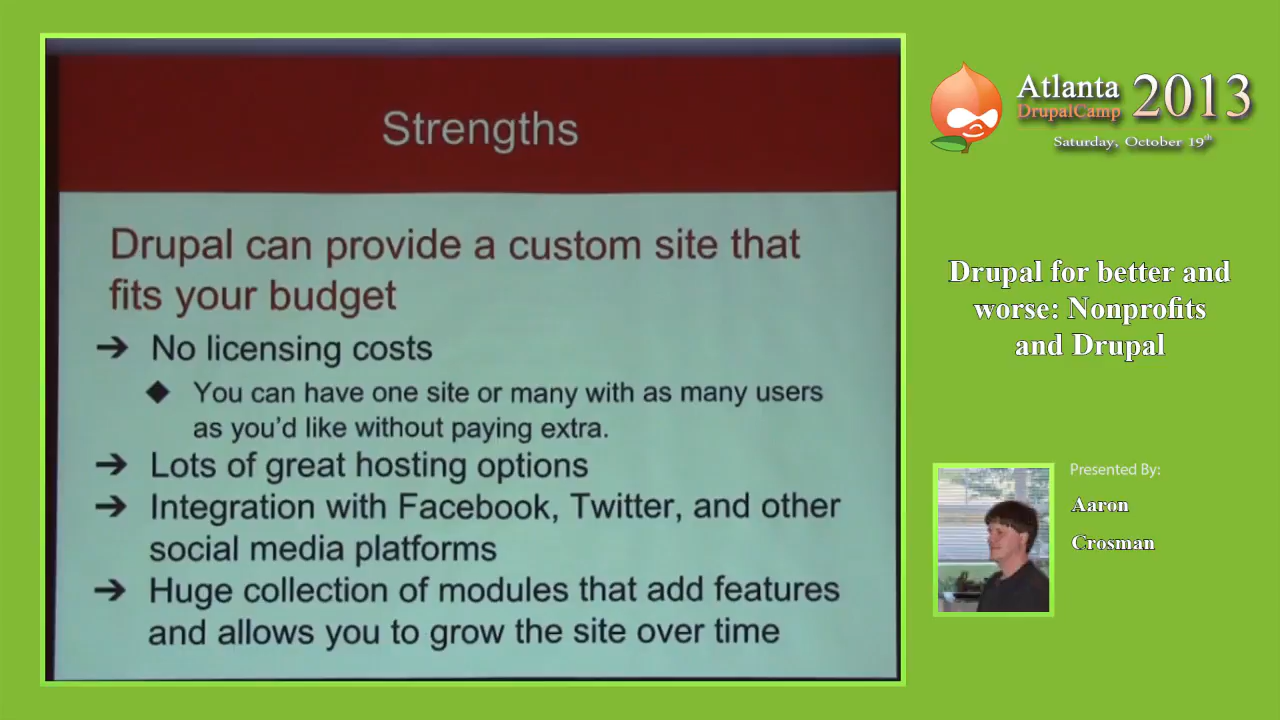 Strengths
Drupal can provide a custom site that
fits your budget
➔ No licensing costs
◆ You can have one site or many with as many users
as you'd like without paying extra.
➔ Lots of great hosting options
➔ Integration with Facebook, Twitter, and other
social media platforms
➔ Huge collection of modules that add features
and allows you to grow the site over time
Atlanta
DrupalCamp
2013
Saturday, October 19th
Drupal for better and
worse: Nonprofits
and Drupal
Presented By:
Aaron
Crosman